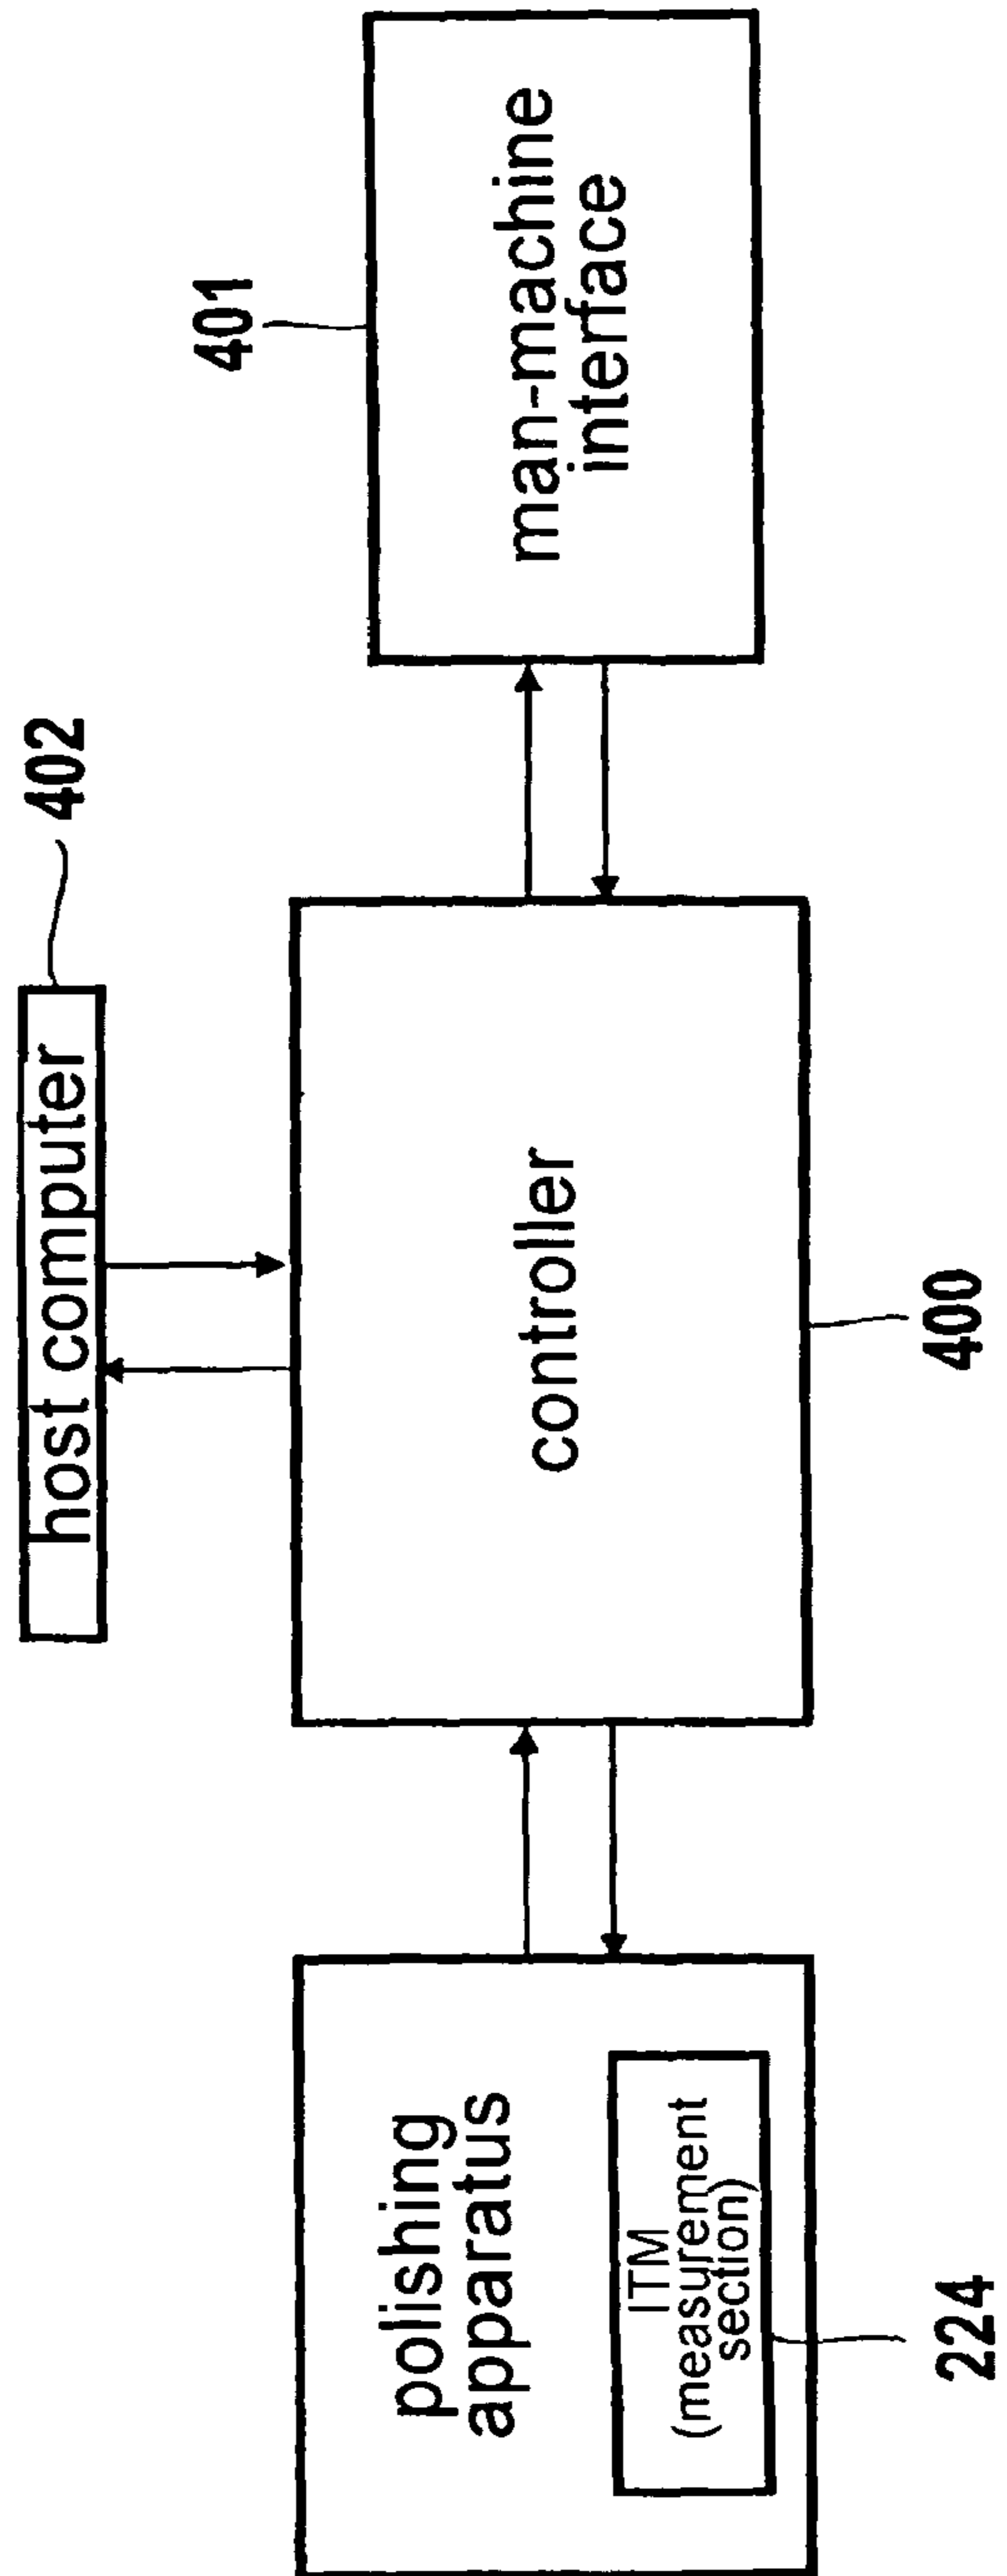 402
host computer
401
man-machine
interface
controller
400
polishing
apparatus
ITM
(measurement
section)
224